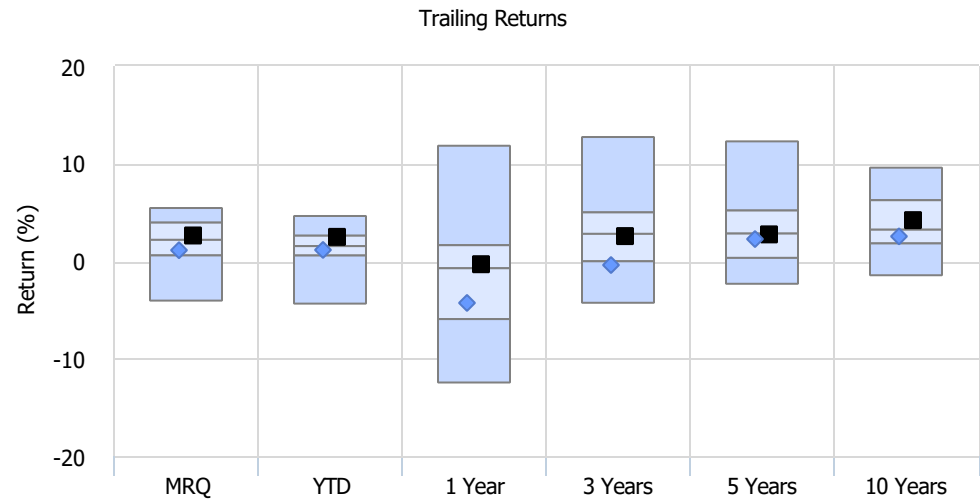 Trailing Returns
20
10
0
-10
-20
Return (%)
MRQ
YTD
1 Year
3 Years
5 Years
10 Years